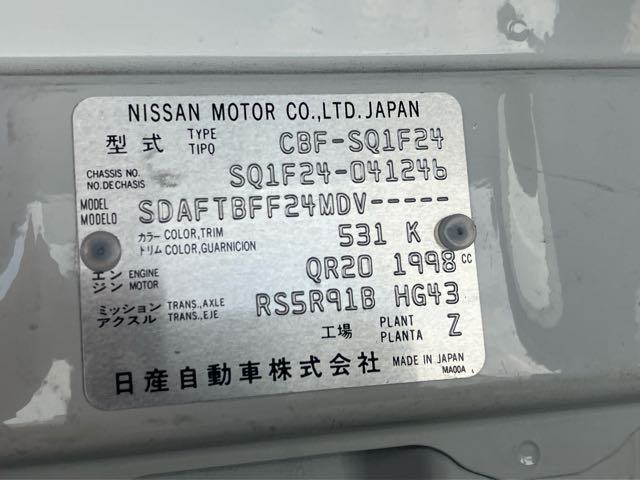 NISSAN MOTOR CO.,LTD. JAPAN
型式 TYPE TIPO CBF-SQ1F24
CHASSIS NO. NO.DE CHASIS SQ1F24-041246
MODEL MODELO SDAFTBFF24MDV-----
カラー トリム COLOR,TRIM COLOR,GUARNICION 531 K
エンジン ENGINE MOTOR QR20 1998 CC
ミッション アクスル TRANS.,AXLE TRANS.,EJE RS5R91B HG43
工場 PLANT PLANTA Z
日産自動車株式会社 MADE IN JAPAN
MA00A